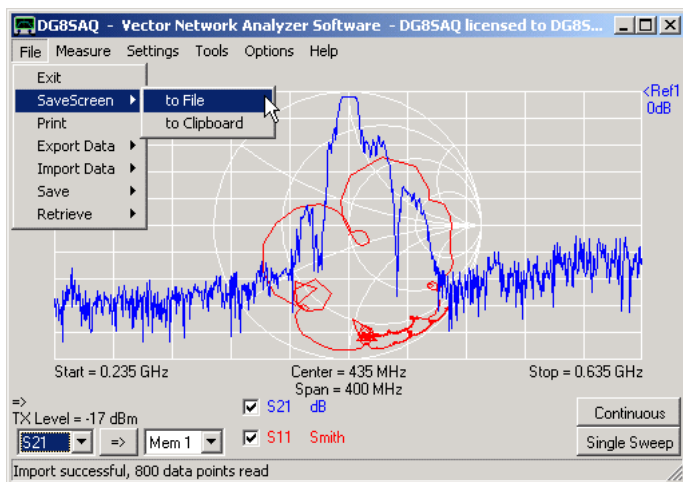 DG8SAQ - Vector Network Analyzer Software - DG8SAQ licensed to DG8S...
File Measure Settings Tools Options Help
Exit
SaveScreen
to File
to Clipboard
Print
Export Data
Import Data
Save
Retrieve
<Ref1
0dB
Start = 0.235 GHz
Center = 435 MHz
Span = 400 MHz
Stop = 0.635 GHz
=>
TX Level = -17 dBm
S21 dB
S11 Smith
S21
=>
Mem 1
Continuous
Single Sweep
Import successful, 800 data points read